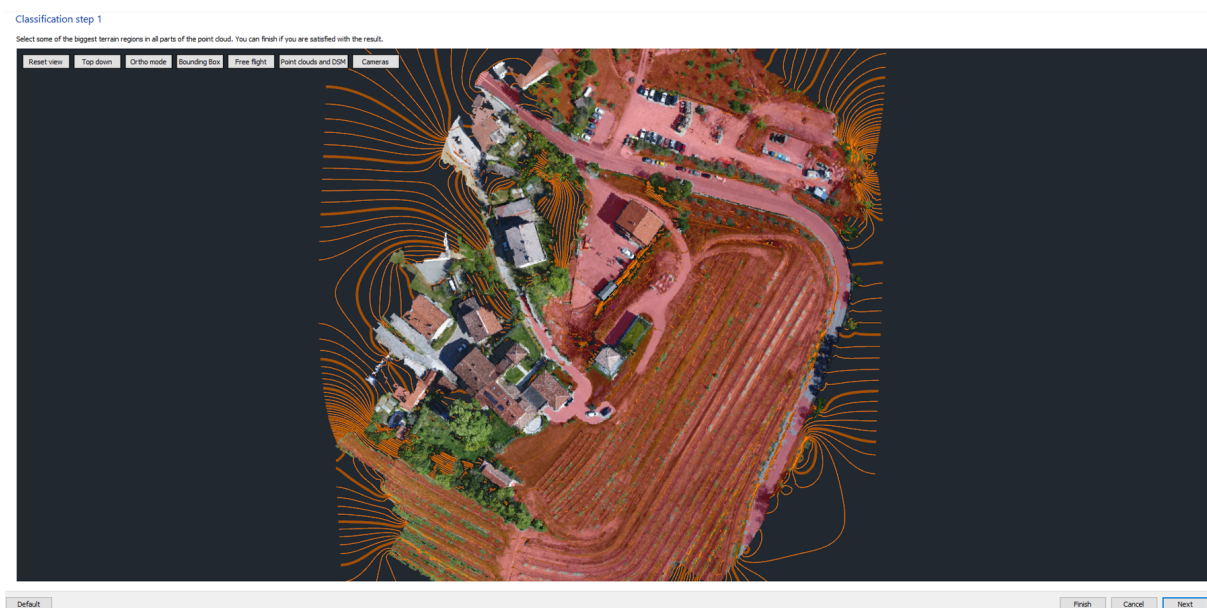 Classification step 1
Select some of the biggest terrain regions in all parts of the point cloud. You can finish if you are satisfied with the result.
Reset view Top down Ortho mode Bounding Box Free flight Point clouds and DSM Cameras
Default Finish Cancel Next